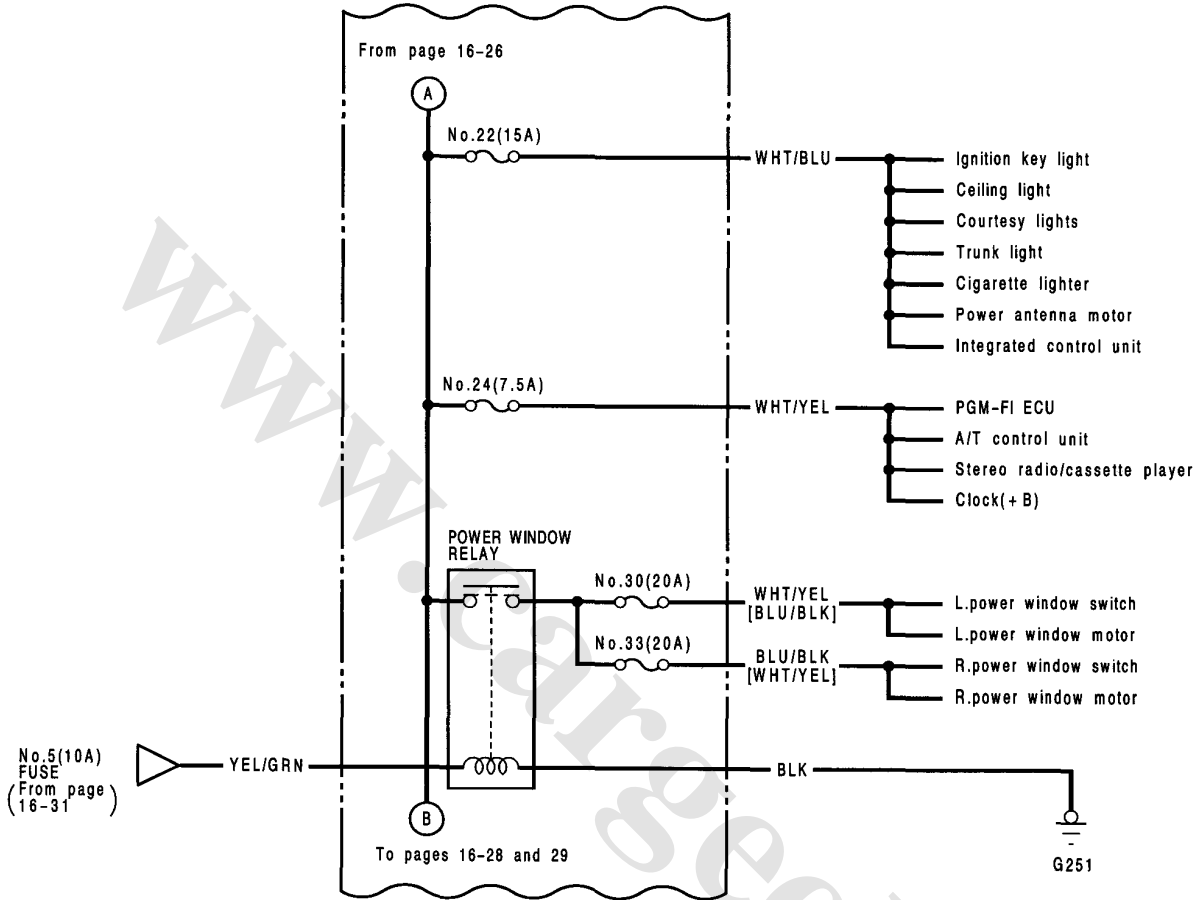 From page 16-26
A
No.22(15A)
WHT/BLU
Ignition key light
Ceiling light
Courtesy lights
Trunk light
Cigarette lighter
Power antenna motor
Integrated control unit
No.24(7.5A)
WHT/YEL
PGM-FI ECU
A/T control unit
Stereo radio/cassette player
Clock(+B)
POWER WINDOW
RELAY
No.30(20A)
WHT/YEL
[BLU/BLK]
L.power window switch
L.power window motor
No.33(20A)
BLU/BLK
[WHT/YEL]
R.power window switch
R.power window motor
No.5(10A)
FUSE
(From page
16-31)
YEL/GRN
BLK
B
To pages 16-28 and 29
G251
www.carge